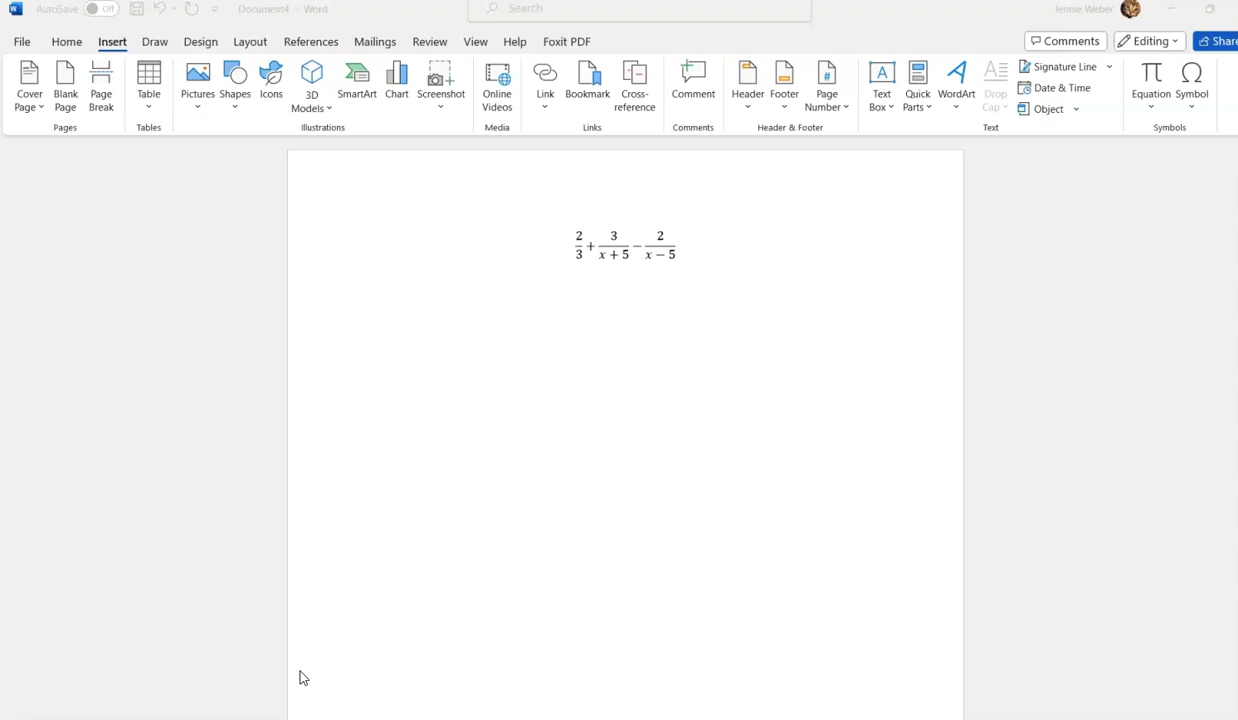 AutoSave Off Document4 - Word Search Jennie Weber
File Home Insert Draw Design Layout References Mailings Review View Help Foxit PDF Comments Editing Share
Cover Page Blank Page Page Break Table Pictures Shapes Icons 3D Models SmartArt Chart Screenshot Online Videos Link Bookmark Cross-reference Comment Header Footer Page Number Text Box Quick Parts WordArt Drop Cap Signature Line Date & Time Object Equation Symbol
Pages Tables Illustrations Media Links Comments Header & Footer Text Symbols
2/3 + 3/(x + 5) − 2/(x − 5)